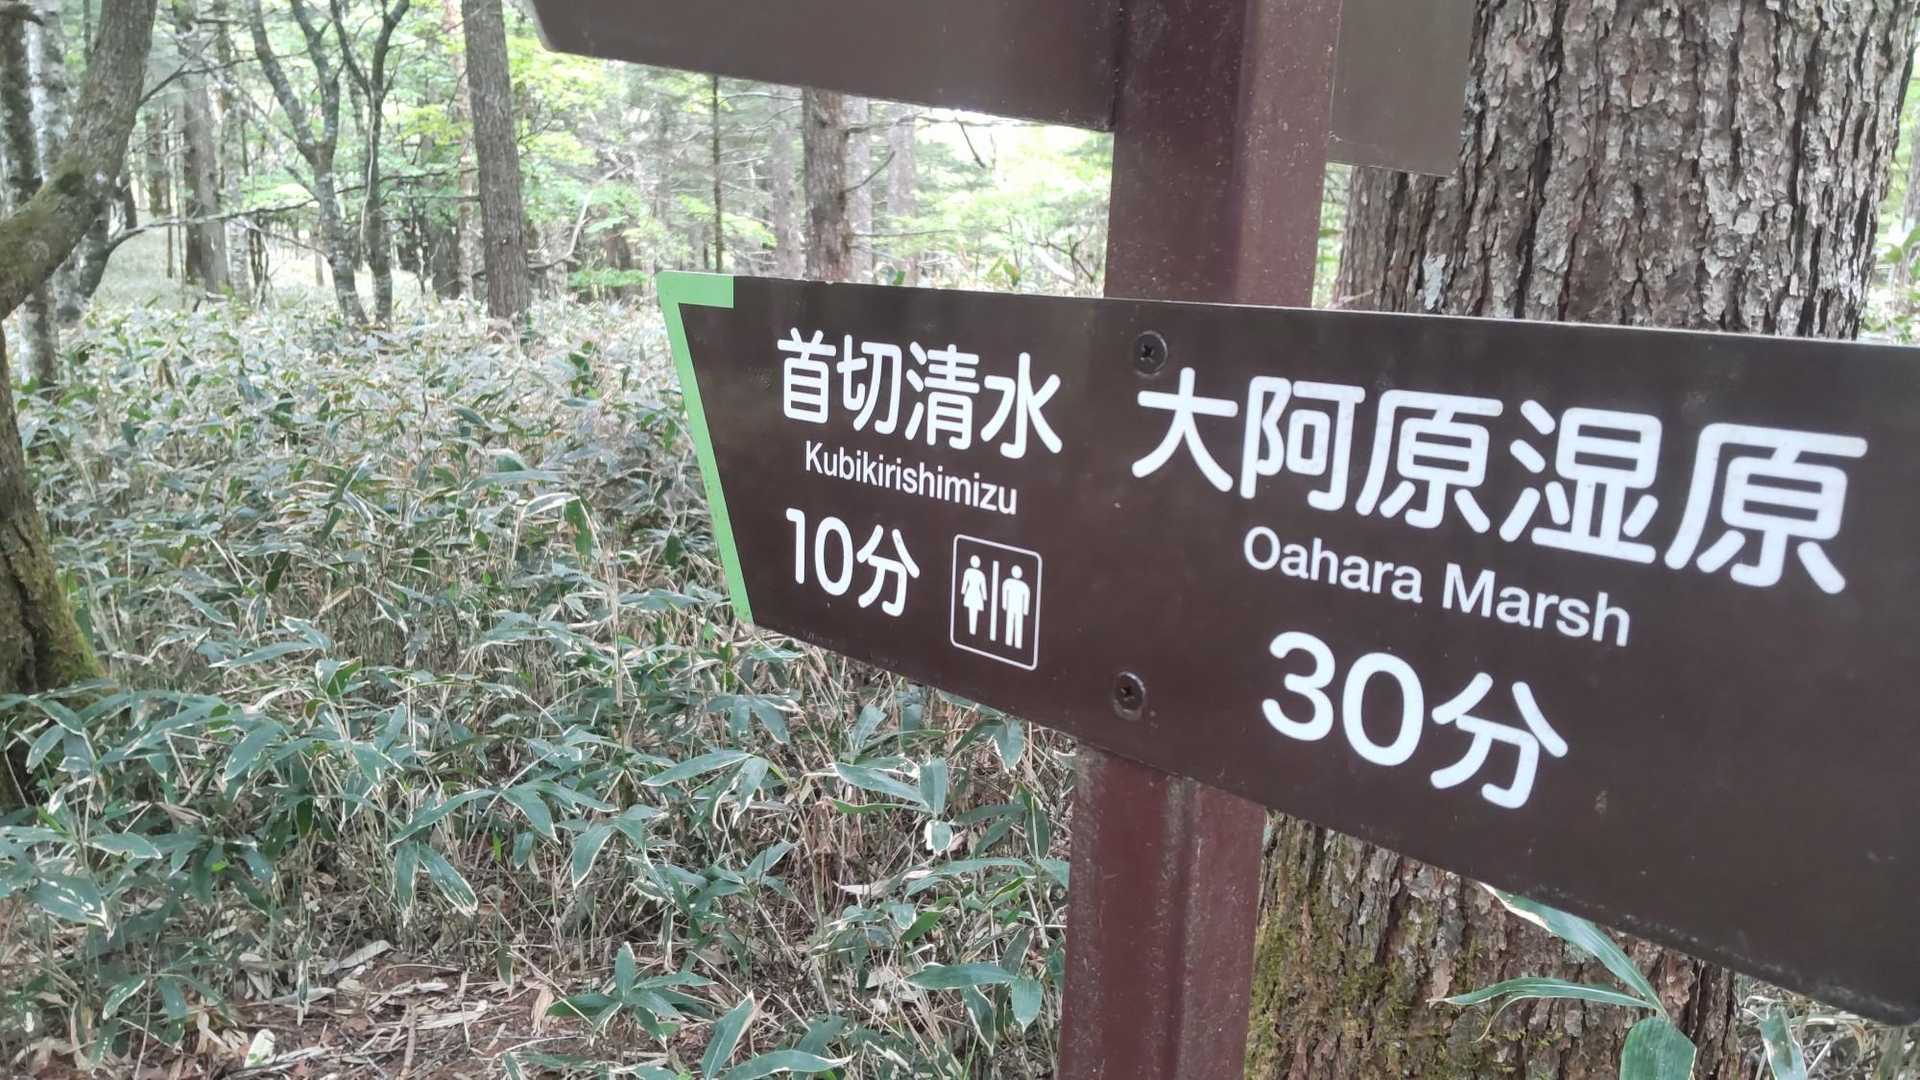 首切清水
Kubikirishimizu
10分
大阿原湿原
Oahara Marsh
30分